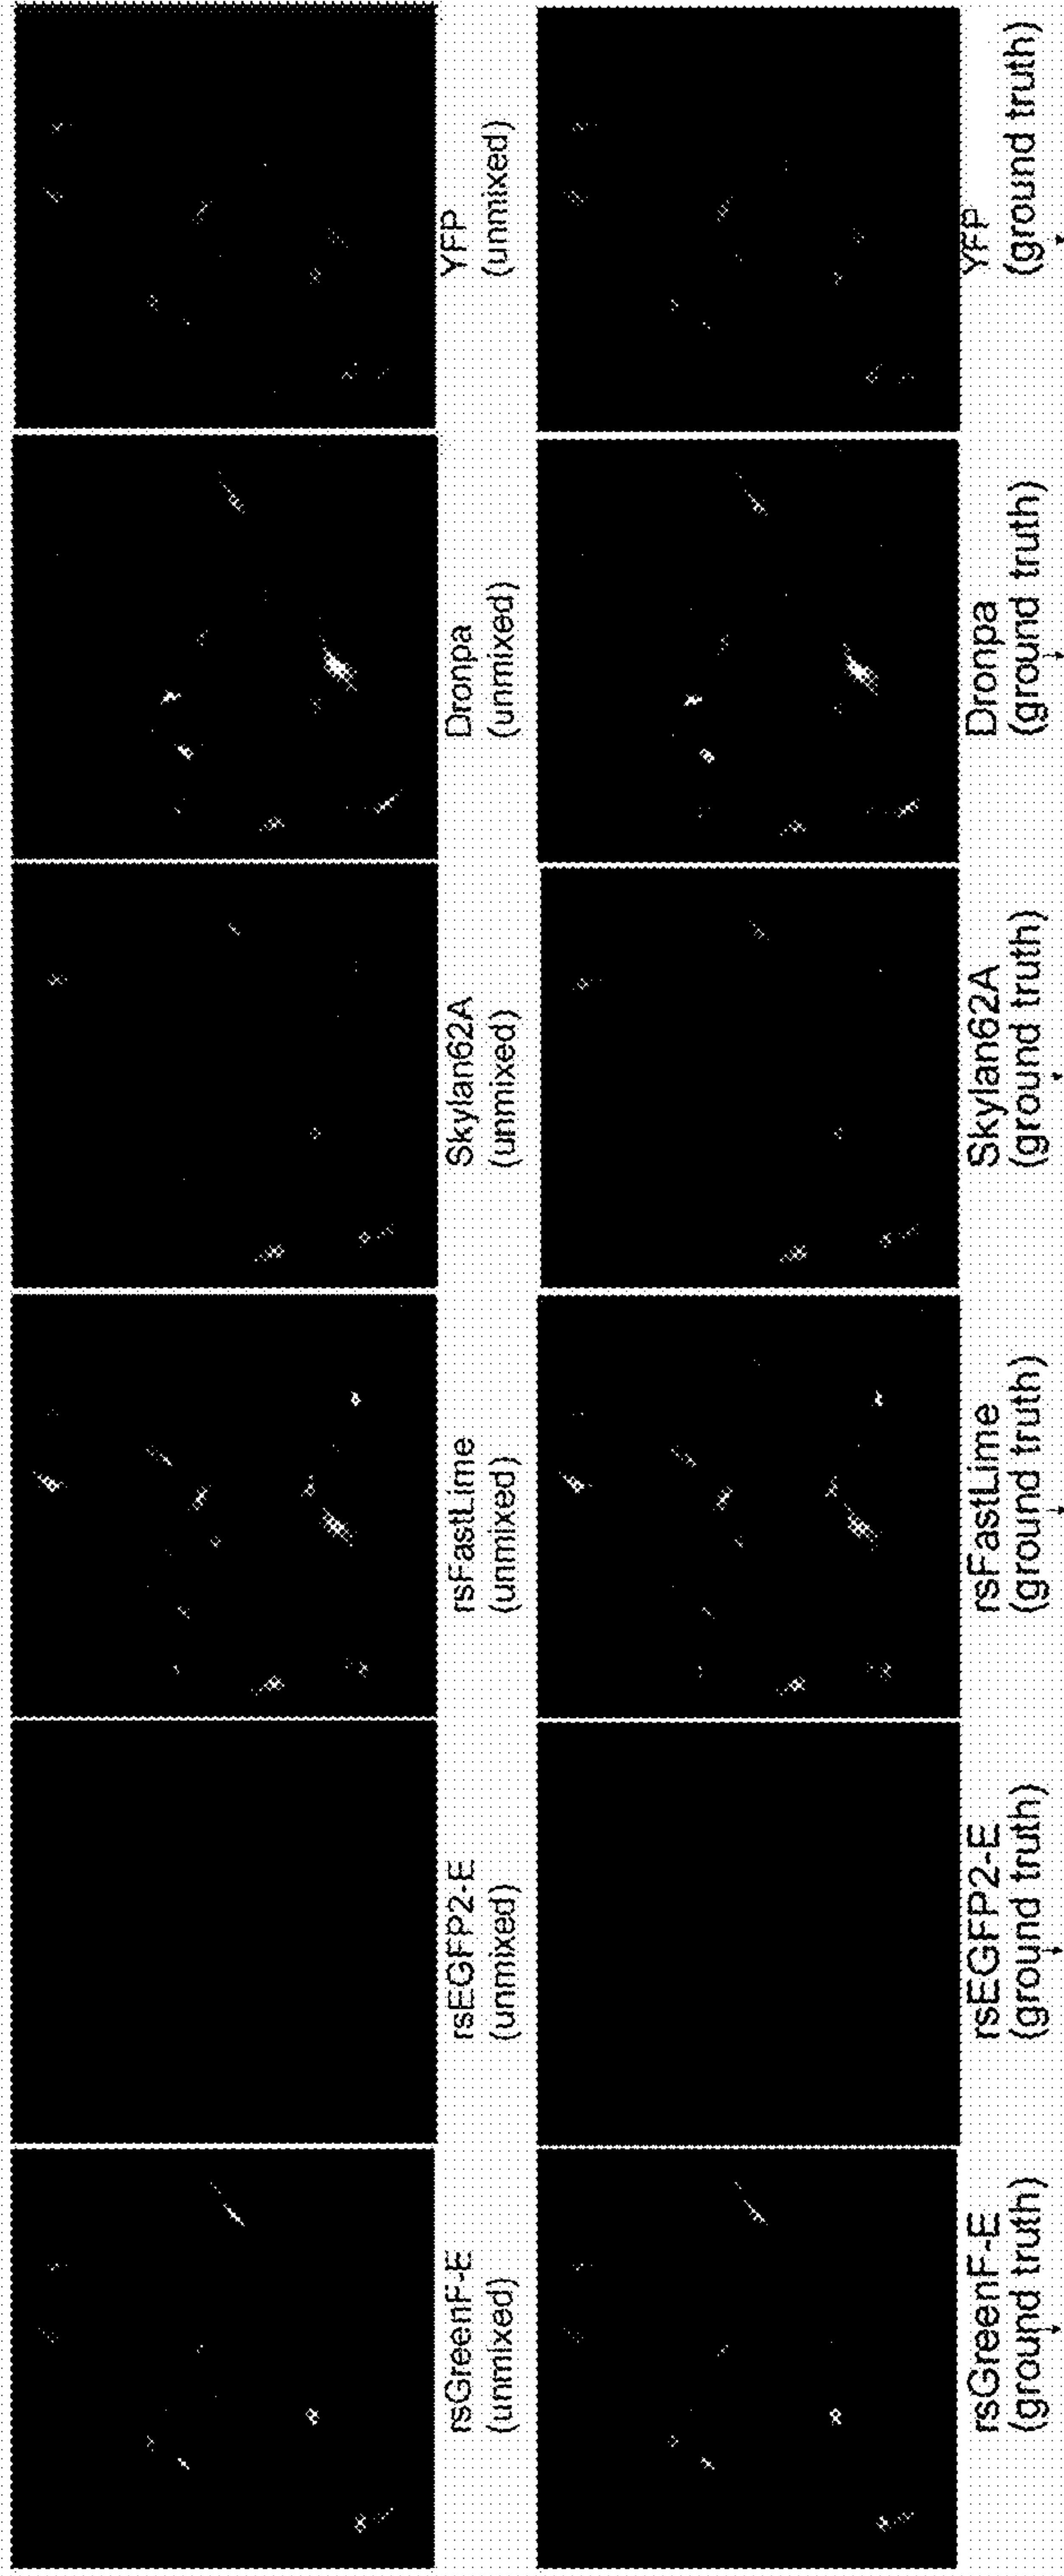 rsGreenF-E
(unmixed)
rsEGFP2-E
(unmixed)
rsFastLime
(unmixed)
Skylan62A
(unmixed)
Dronpa
(unmixed)
YFP
(unmixed)
rsGreenF-E
(ground truth)
rsEGFP2-E
(ground truth)
rsFastLime
(ground truth)
Skylan62A
(ground truth)
Dronpa
(ground truth)
YFP
(ground truth)